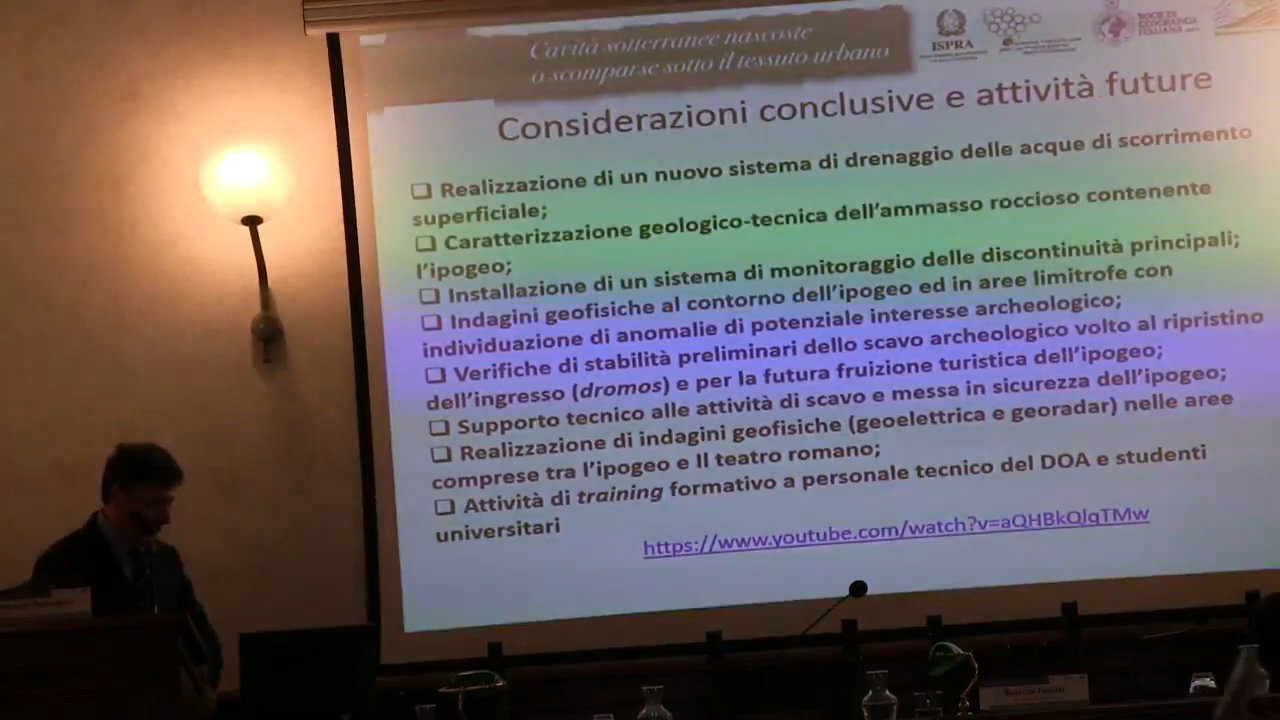 Cavità sotterranee nascoste
o scomparse sotto il tessuto urbano
ISPRA
SOCIETÀ
GEOGRAFICA
ITALIANA
Considerazioni conclusive e attività future
❑ Realizzazione di un nuovo sistema di drenaggio delle acque di scorrimento
superficiale;
❑ Caratterizzazione geologico-tecnica dell'ammasso roccioso contenente
l'ipogeo;
❑ Installazione di un sistema di monitoraggio delle discontinuità principali;
❑ Indagini geofisiche al contorno dell'ipogeo ed in aree limitrofe con
individuazione di anomalie di potenziale interesse archeologico;
❑ Verifiche di stabilità preliminari dello scavo archeologico volto al ripristino
dell'ingresso (dromos) e per la futura fruizione turistica dell'ipogeo;
❑ Supporto tecnico alle attività di scavo e messa in sicurezza dell'ipogeo;
❑ Realizzazione di indagini geofisiche (geoelettrica e georadar) nelle aree
comprese tra l'ipogeo e Il teatro romano;
❑ Attività di training formativo a personale tecnico del DOA e studenti
universitari
https://www.youtube.com/watch?v=aQHBkQlqTMw